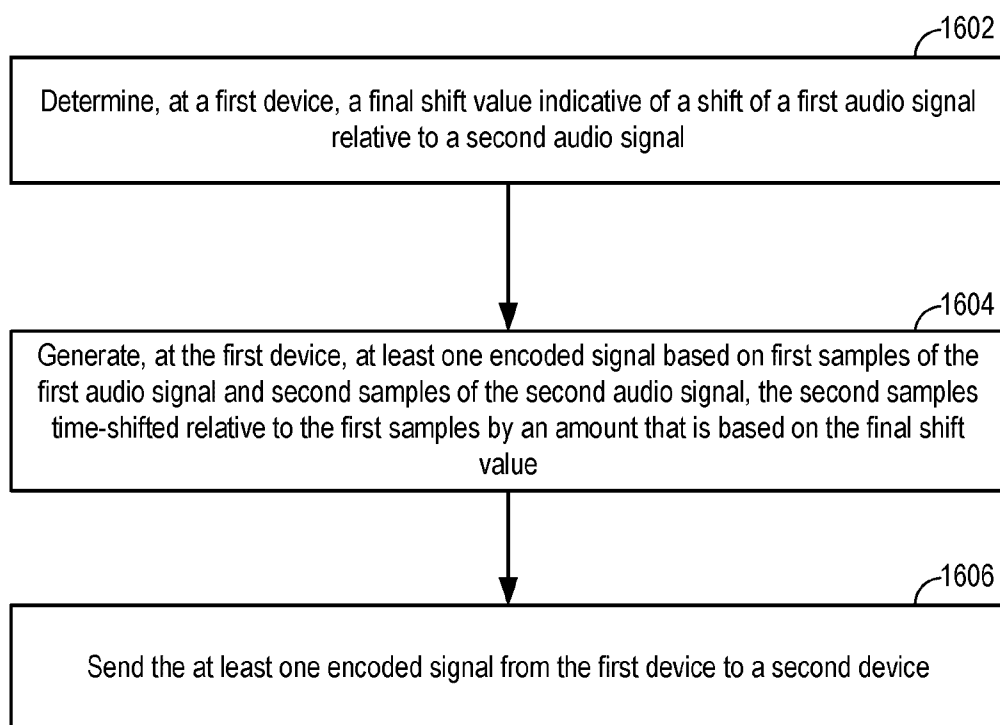 1602
Determine, at a first device, a final shift value indicative of a shift of a first audio signal
relative to a second audio signal
1604
Generate, at the first device, at least one encoded signal based on first samples of the
first audio signal and second samples of the second audio signal, the second samples
time-shifted relative to the first samples by an amount that is based on the final shift
value
1606
Send the at least one encoded signal from the first device to a second device